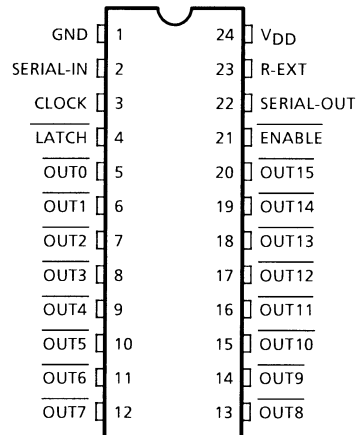 GND 1 24 VDD
SERIAL-IN 2 23 R-EXT
CLOCK 3 22 SERIAL-OUT
LATCH 4 21 ENABLE
OUT0 5 20 OUT15
OUT1 6 19 OUT14
OUT2 7 18 OUT13
OUT3 8 17 OUT12
OUT4 9 16 OUT11
OUT5 10 15 OUT10
OUT6 11 14 OUT9
OUT7 12 13 OUT8